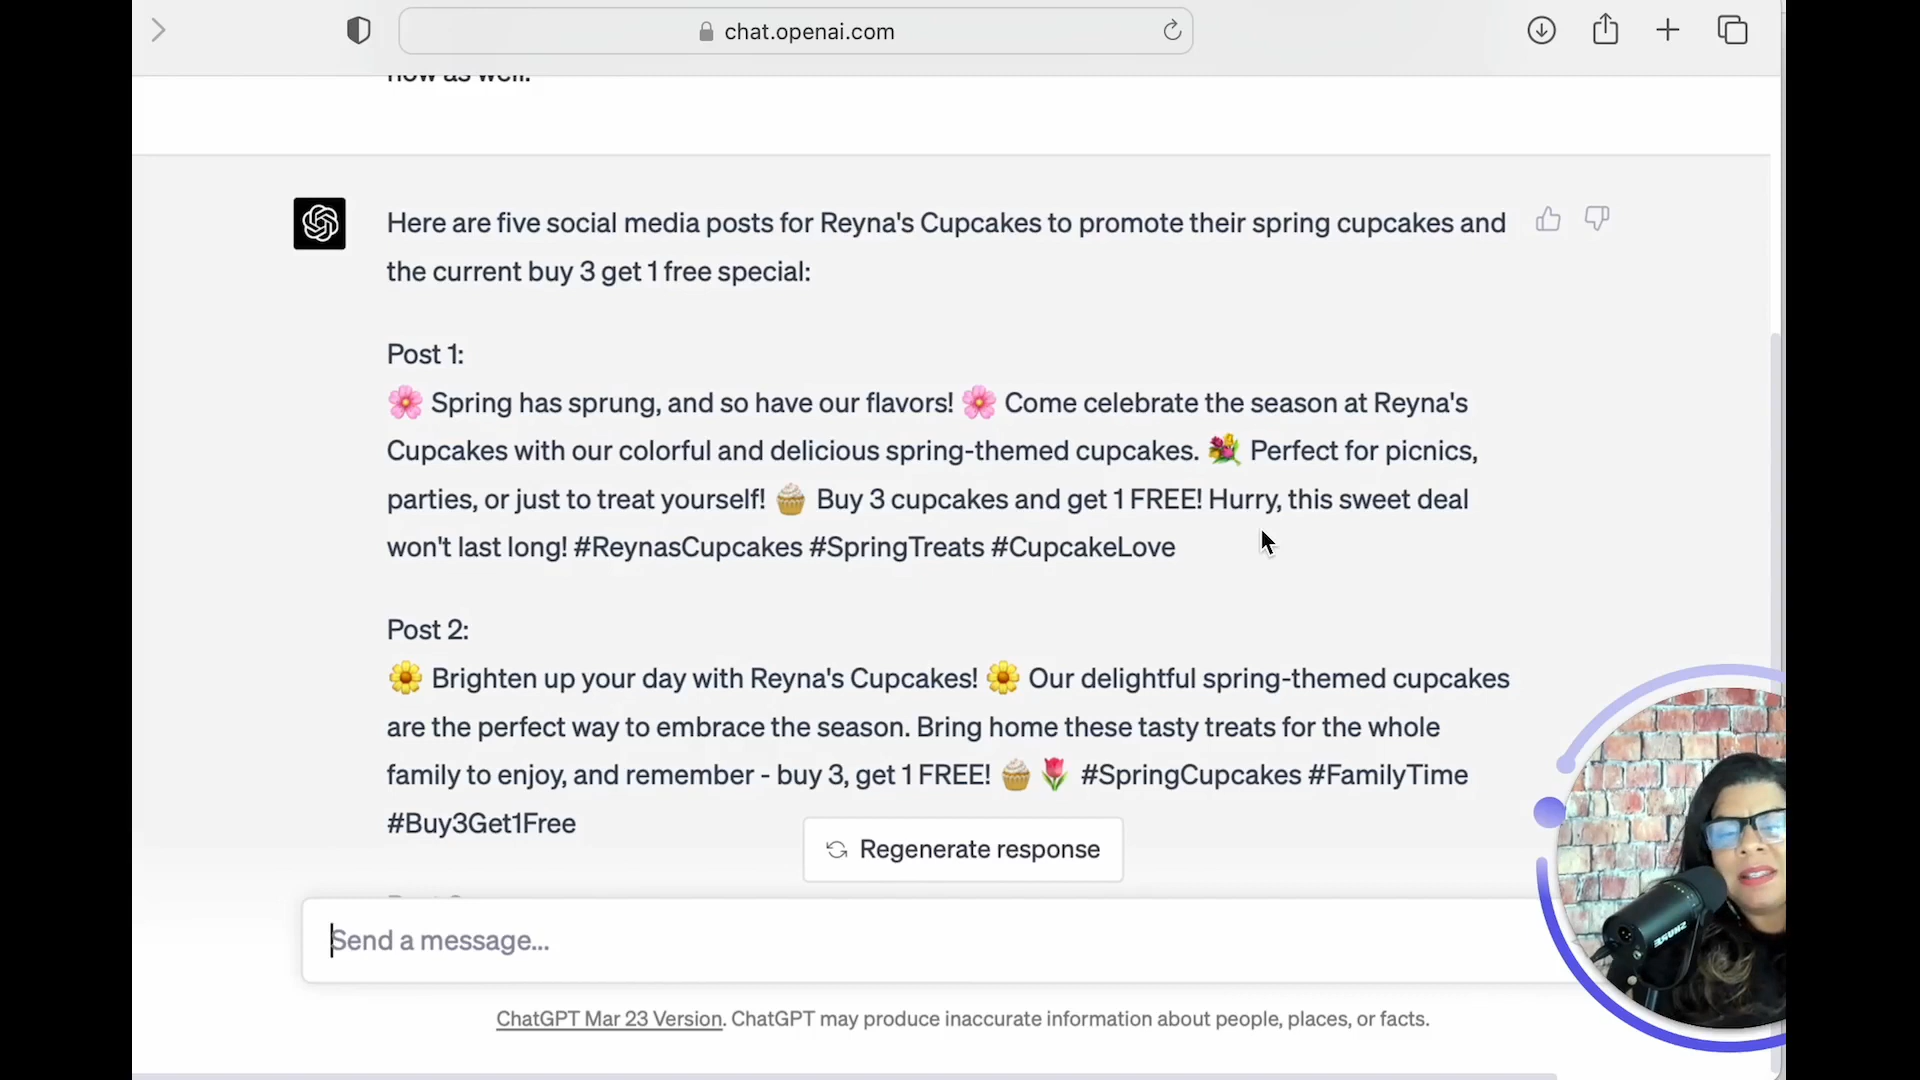 chat.openai.com
now as well.
Here are five social media posts for Reyna's Cupcakes to promote their spring cupcakes and
the current buy 3 get 1 free special:
Post 1:
🌸 Spring has sprung, and so have our flavors! 🌸 Come celebrate the season at Reyna's
Cupcakes with our colorful and delicious spring-themed cupcakes. 💐 Perfect for picnics,
parties, or just to treat yourself! 🧁 Buy 3 cupcakes and get 1 FREE! Hurry, this sweet deal
won't last long! #ReynasCupcakes #SpringTreats #CupcakeLove
Post 2:
🌼 Brighten up your day with Reyna's Cupcakes! 🌼 Our delightful spring-themed cupcakes
are the perfect way to embrace the season. Bring home these tasty treats for the whole
family to enjoy, and remember - buy 3, get 1 FREE! 🧁 🌷 #SpringCupcakes #FamilyTime
#Buy3Get1Free
Regenerate response
Send a message...
SHURE
ChatGPT Mar 23 Version. ChatGPT may produce inaccurate information about people, places, or facts.